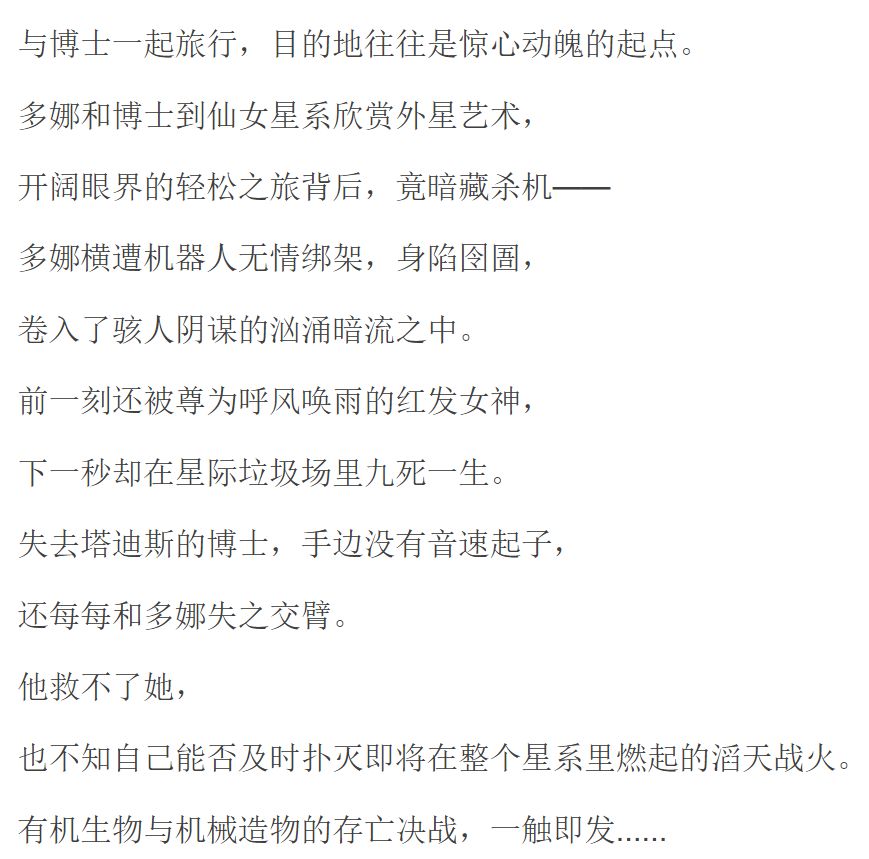 与博士一起旅行，目的地往往是惊心动魄的起点。
多娜和博士到仙女星系欣赏外星艺术，
开阔眼界的轻松之旅背后，竟暗藏杀机——
多娜横遭机器人无情绑架，身陷囹圄，
卷入了骇人阴谋的汹涌暗流之中。
前一刻还被尊为呼风唤雨的红发女神，
下一秒却在星际垃圾场里九死一生。
失去塔迪斯的博士，手边没有音速起子，
还每每和多娜失之交臂。
他救不了她，
也不知自己能否及时扑灭即将在整个星系里燃起的滔天战火。
有机生物与机械造物的存亡决战，一触即发......